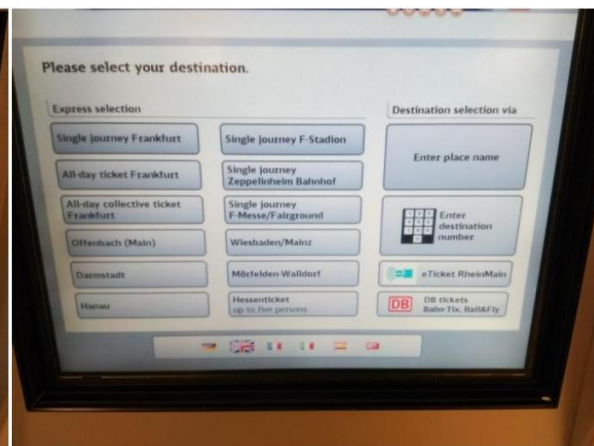 Please select your destination.
Express selection
Single journey Frankfurt
All-day ticket Frankfurt
All-day collective ticket
Frankfurt
Offenbach (Main)
Darmstadt
Hanau
Single journey F-Stadion
Single journey
Zeppelinheim Bahnhof
Single journey
F-Messe/Fairground
Wiesbaden/Mainz
Mörfelden-Walldorf
Hessenticket
up to five persons
Destination selection via
Enter place name
Enter
destination
number
eTicket RheinMain
DB
DB tickets
Bahn-Tix, Rail&Fly